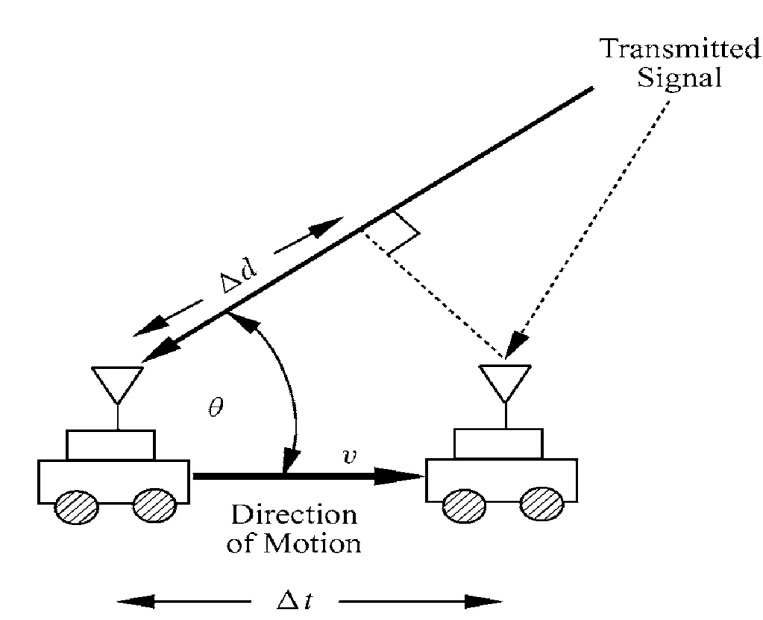 Transmitted
Signal
Δd
θ
v
Direction
of Motion
Δt